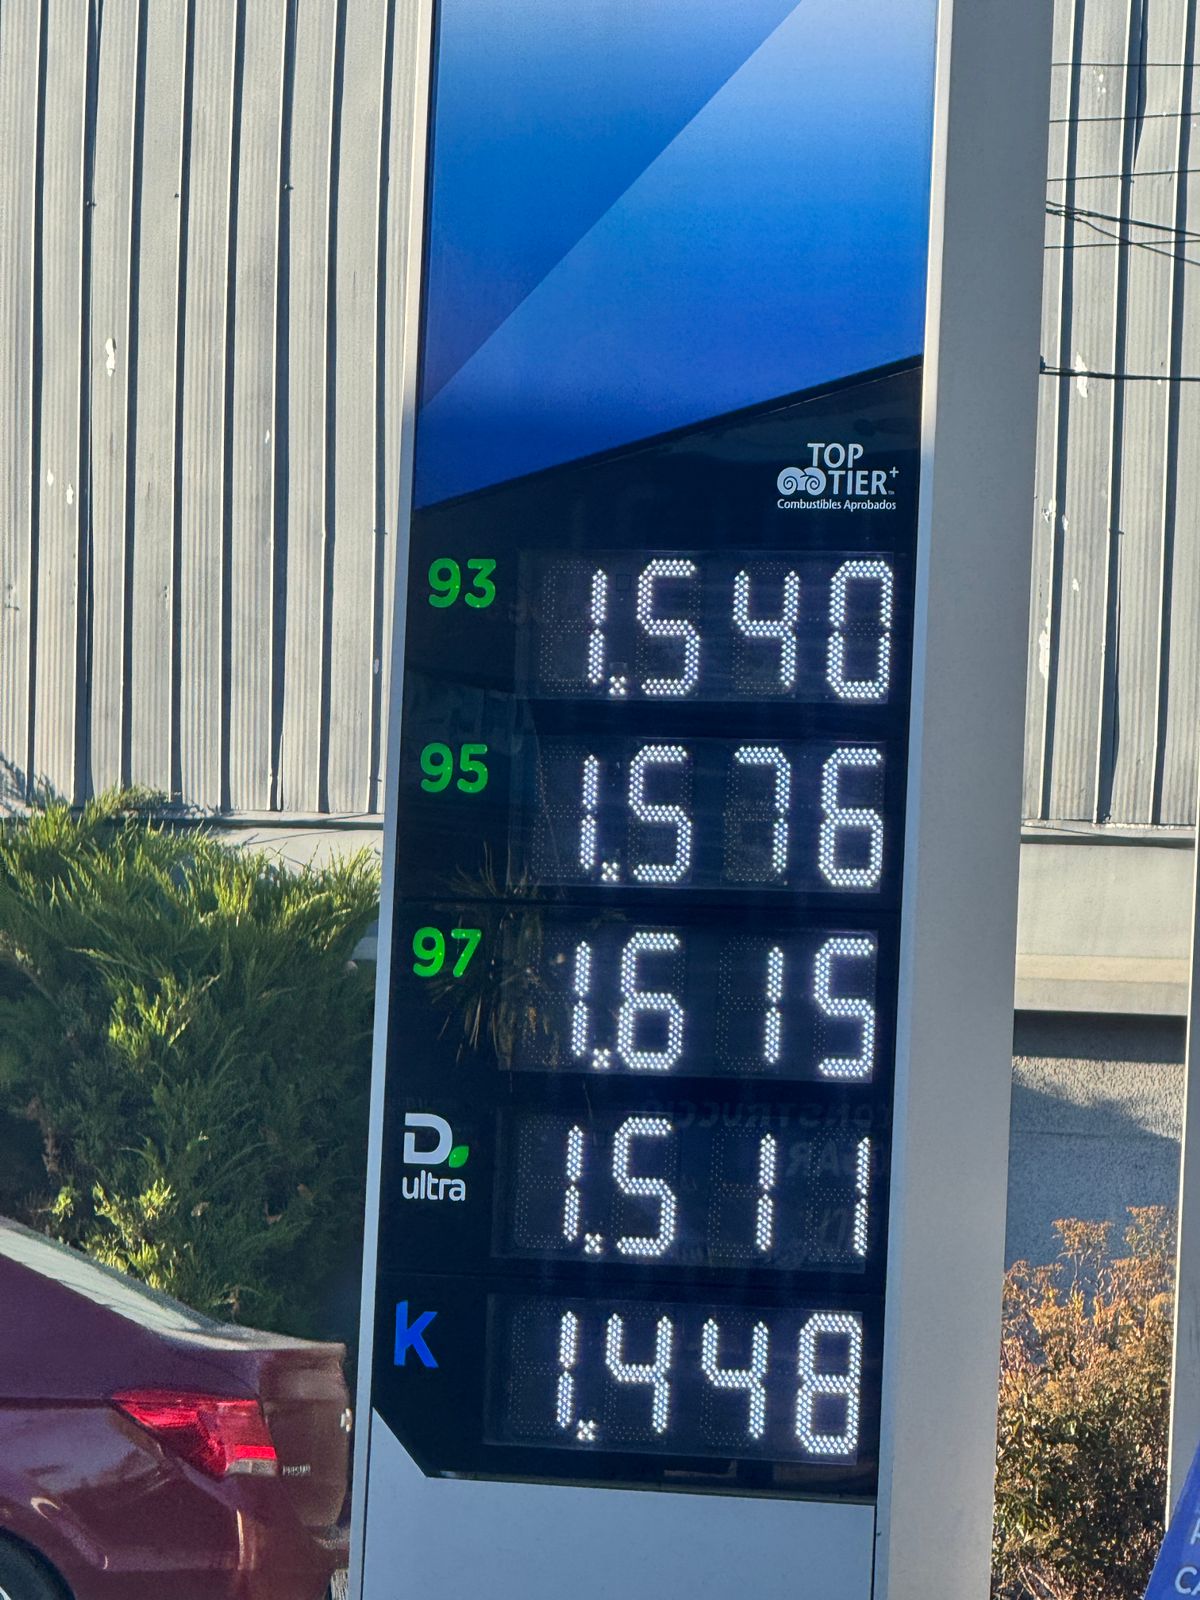 TOP
TIER+
Combustibles Aprobados
93 1.540
95 1.576
97 1.615
D
ultra 1.511
K 1.448